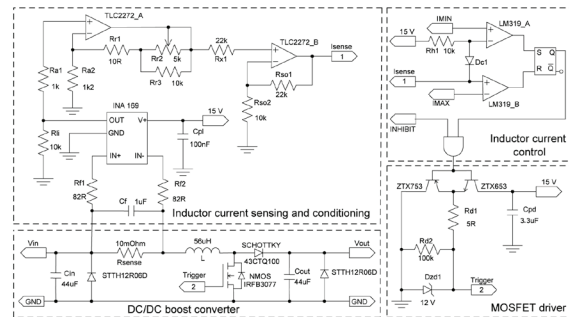 TLC2272_A
Rr1
10R
Rr2
5k
Rr3
10k
22k
Rx1
TLC2272_B
Isense
1
Rso1
22k
Rso2
10k
Ra1
1k
Ra2
1k2
INA 169
OUT
V+
GND
IN+
IN-
15 V
Cpl
100nF
Rli
10k
Rf1
82R
Rf2
82R
Cf
1uF
Inductor current sensing and conditioning
IMIN
LM319_A
15 V
Rh1
10k
Dc1
Isense
1
IMAX
LM319_B
S
Q
R
INHIBIT
Inductor current
control
ZTX753
ZTX653
15 V
Rd1
5R
Cpd
3.3uF
Rd2
100k
Dzd1
12 V
Trigger
2
MOSFET driver
Vin
10mOhm
Rsense
56uH
L
SCHOTTKY
43CTQ100
Vout
Cin
44uF
STTH12R06D
Trigger
2
NMOS
IRFB3077
Cout
44uF
STTH12R06D
GND
GND
DC/DC boost converter